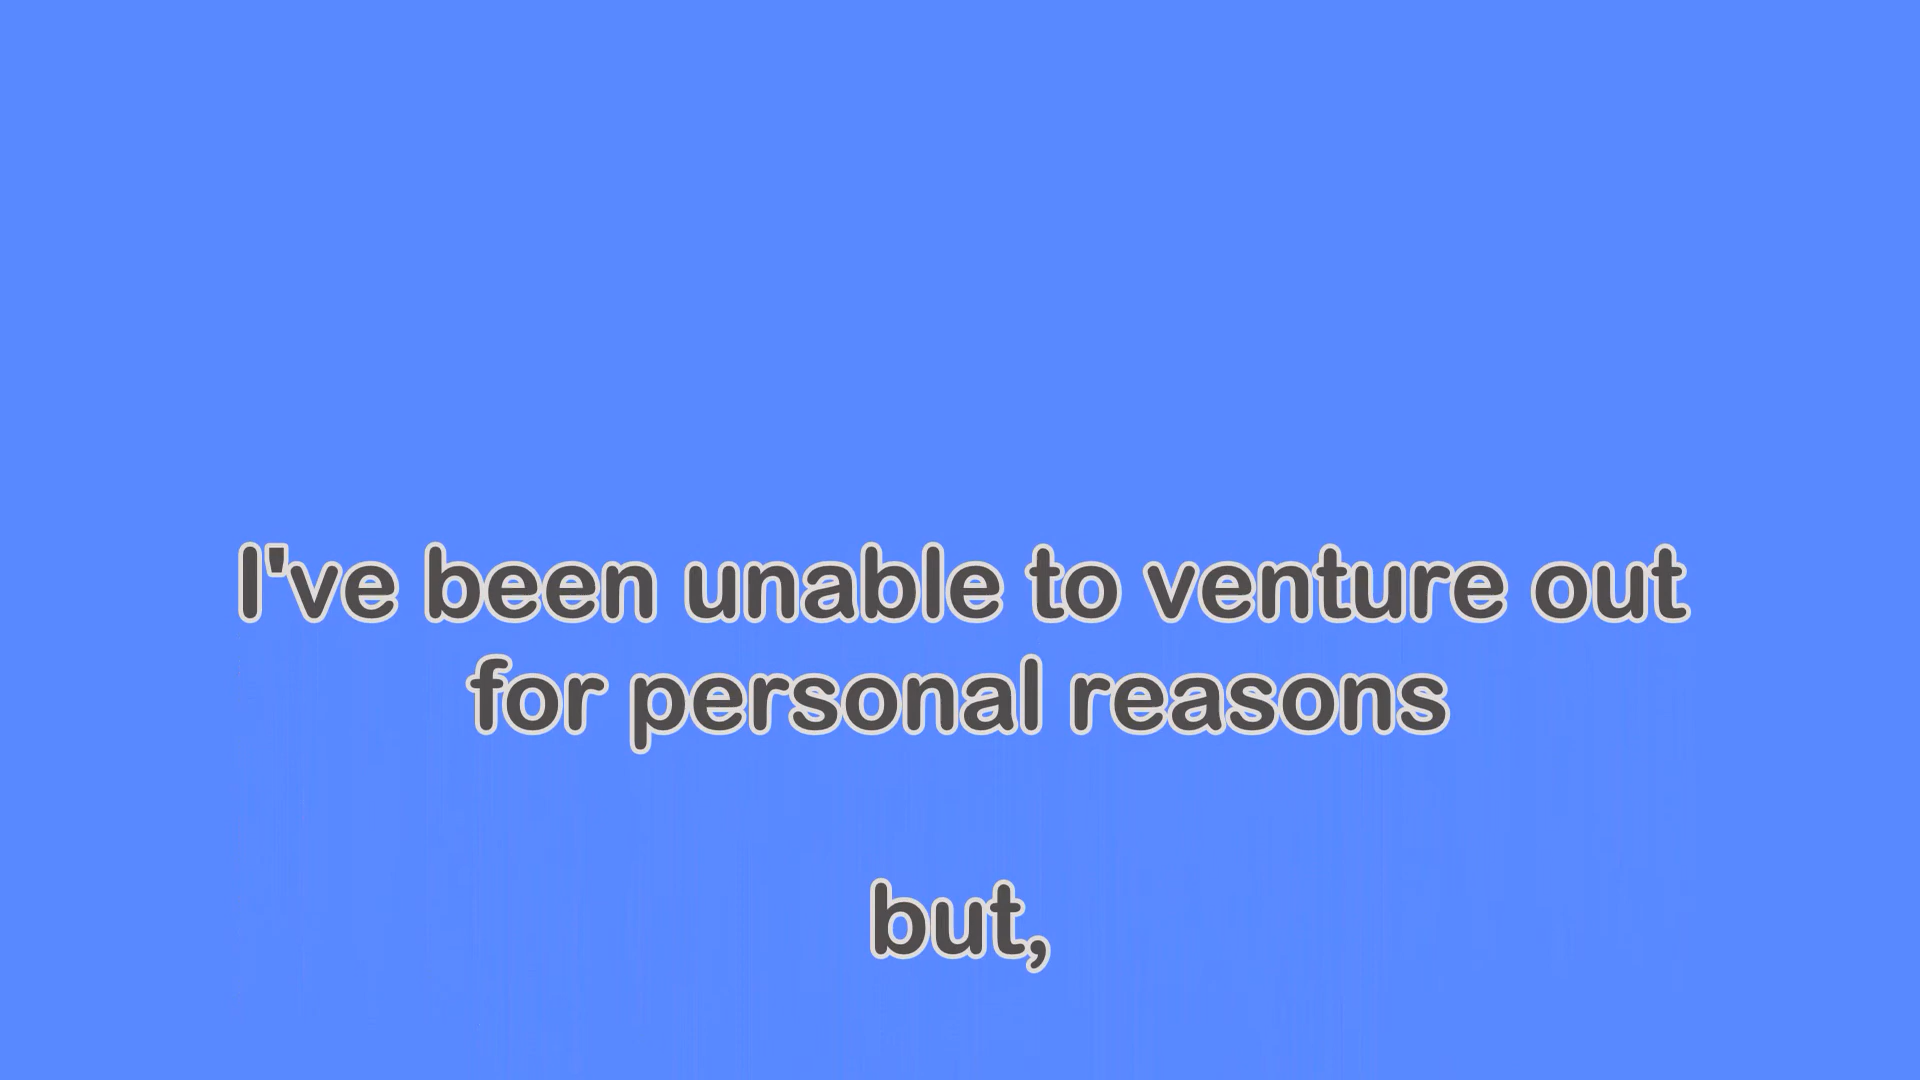 I've been unable to venture out
for personal reasons
but,